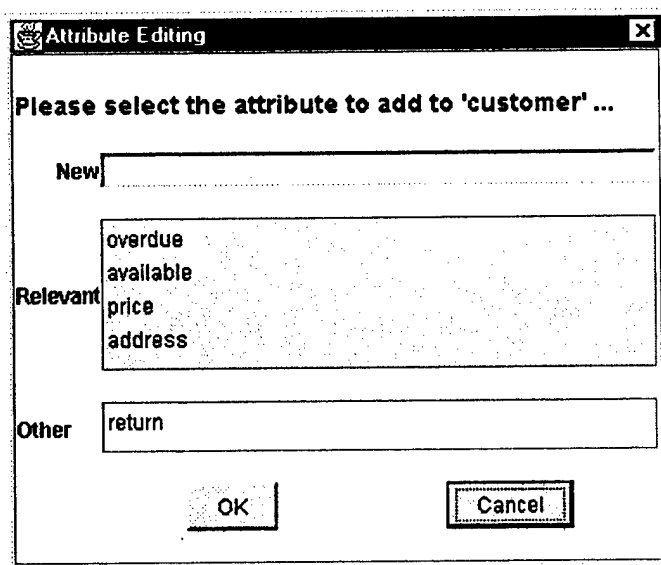 Attribute Editing
Please select the attribute to add to 'customer' ...
New
Relevant
overdue
available
price
address
Other
return
OK
Cancel